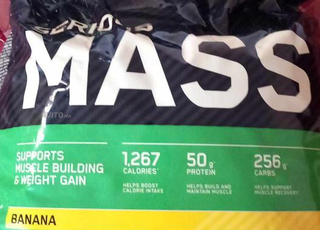 SERIOUS
MASS
SUPPORTS
MUSCLE BUILDING
& WEIGHT GAIN
1,267
CALORIES*
HELPS BOOST
CALORIE INTAKE
50g*
PROTEIN
HELPS BUILD AND
MAINTAIN MUSCLE
256g
CARBS
HELPS SUPPORT
MUSCLE RECOVERY
BANANA